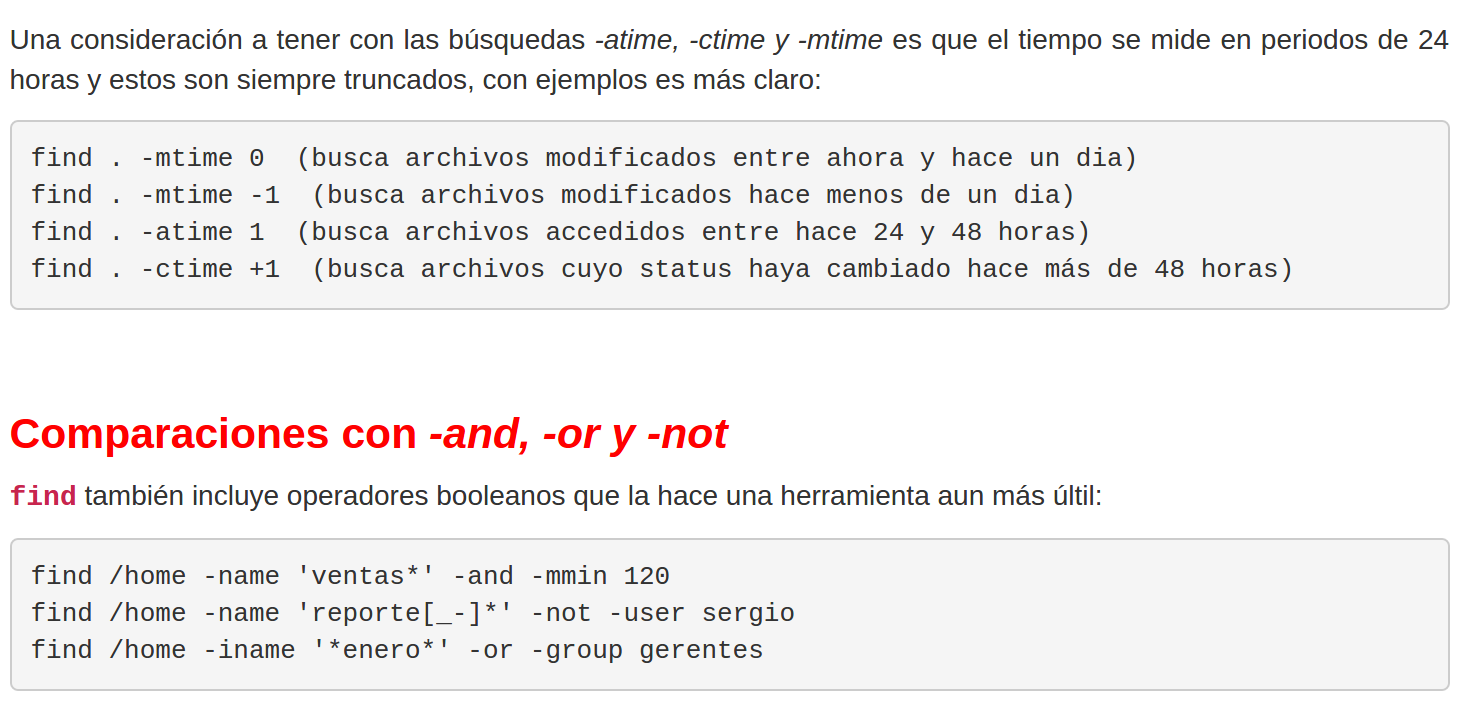 Una consideración a tener con las búsquedas -atime, -ctime y -mtime es que el tiempo se mide en periodos de 24
horas y estos son siempre truncados, con ejemplos es más claro:
find . -mtime 0  (busca archivos modificados entre ahora y hace un dia)
find . -mtime -1  (busca archivos modificados hace menos de un dia)
find . -atime 1  (busca archivos accedidos entre hace 24 y 48 horas)
find . -ctime +1  (busca archivos cuyo status haya cambiado hace más de 48 horas)
Comparaciones con -and, -or y -not
find también incluye operadores booleanos que la hace una herramienta aun más últil:
find /home -name 'ventas*' -and -mmin 120
find /home -name 'reporte[_-]*' -not -user sergio
find /home -iname '*enero*' -or -group gerentes